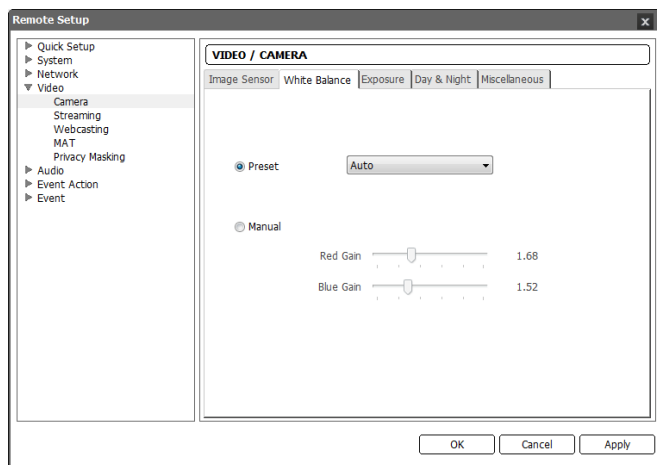 Remote Setup
x
Quick Setup
System
Network
Video
Camera
Streaming
Webcasting
MAT
Privacy Masking
Audio
Event Action
Event
VIDEO / CAMERA
Image Sensor White Balance Exposure Day & Night Miscellaneous
Preset Auto
Manual
Red Gain 1.68
Blue Gain 1.52
OK Cancel Apply